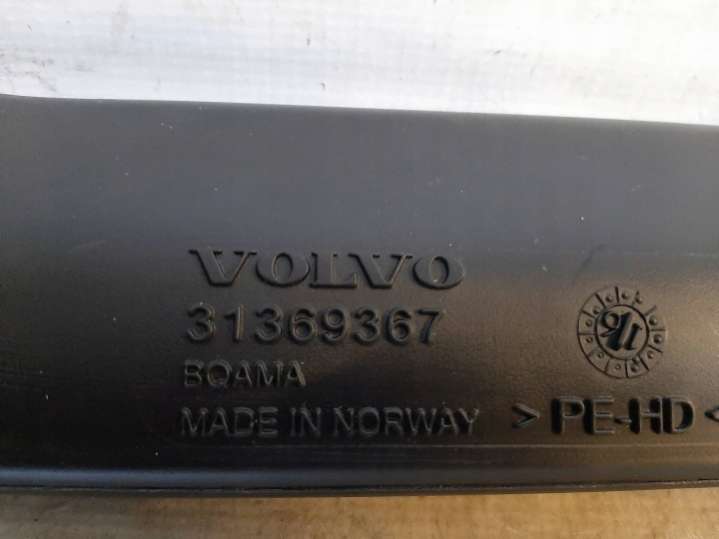 VOLVO
31369367
BQAMA
MADE IN NORWAY >PE-HD<